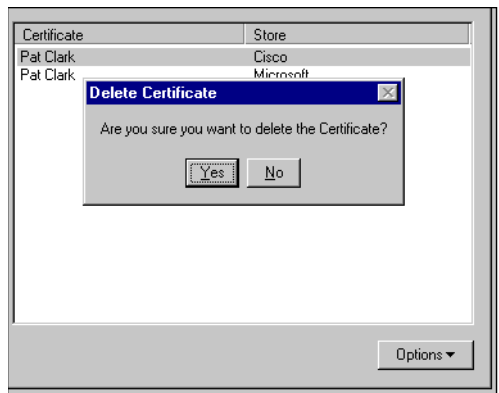 Certificate Store
Pat Clark Cisco
Pat Clark Microsoft
Delete Certificate
Are you sure you want to delete the Certificate?
Yes No
Options